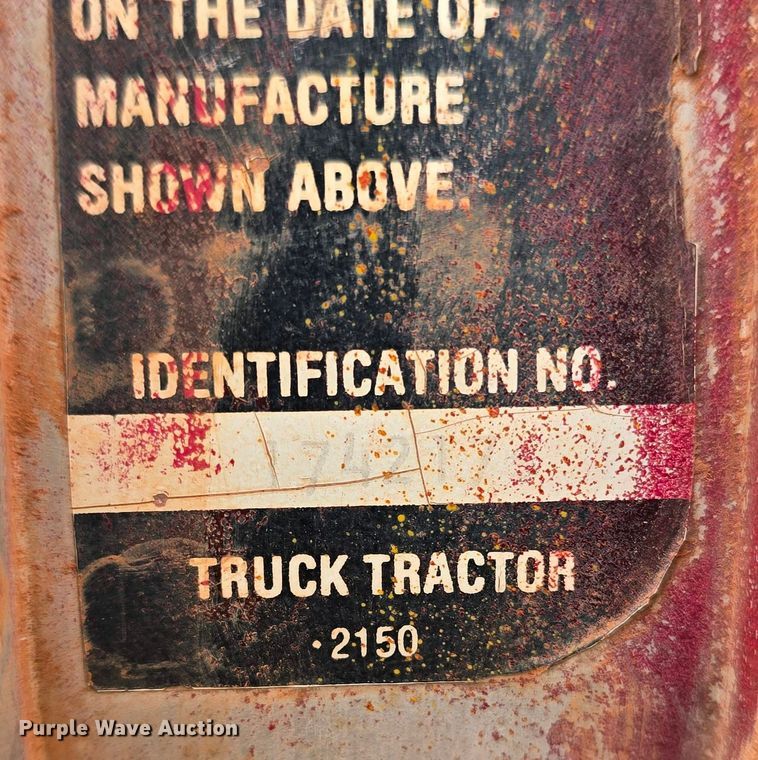 ON THE DATE OF
MANUFACTURE
SHOWN ABOVE.
IDENTIFICATION NO.
TRUCK TRACTOR
·2150
Purple Wave Auction